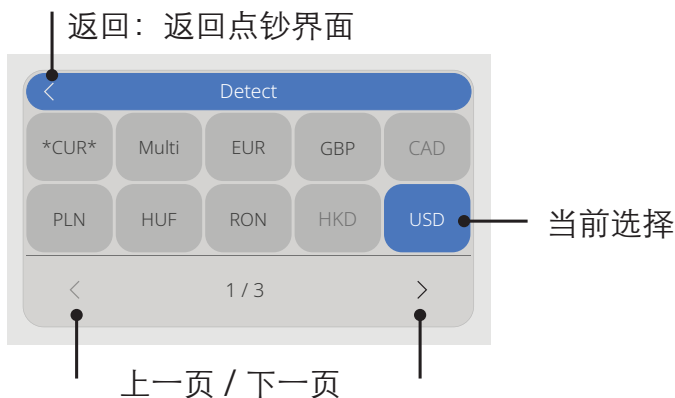 返回：返回点钞界面
< Detect
*CUR* Multi EUR GBP CAD
PLN HUF RON HKD USD
当前选择
< 1 / 3 >
上一页 / 下一页